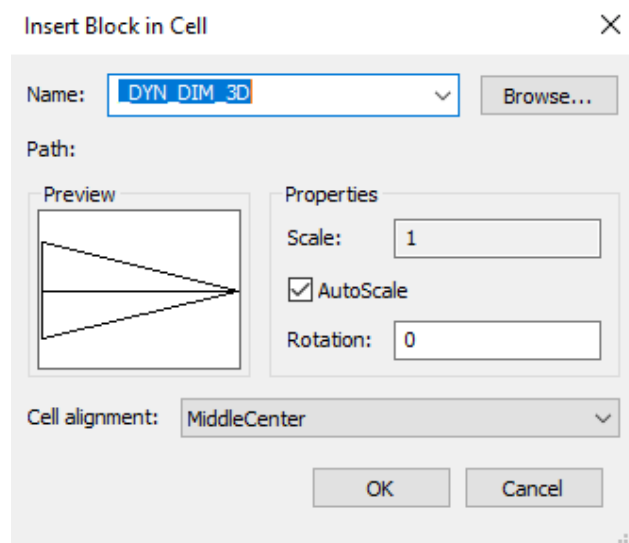 Insert Block in Cell
Name: _DYN_DIM_3D Browse...
Path:
Preview
Properties
Scale: 1
AutoScale
Rotation: 0
Cell alignment: MiddleCenter
OK Cancel